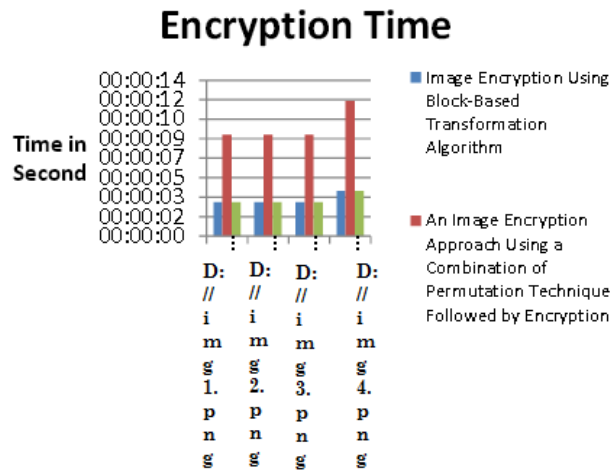 Encryption Time
00:00:14
00:00:12
00:00:10
00:00:09
00:00:07
00:00:05
00:00:03
00:00:02
00:00:00
Time in
Second
D:
//
i
m
g
1.
p
n
g
D:
//
i
m
g
2.
p
n
g
D:
//
i
m
g
3.
p
n
g
D:
//
i
m
g
4.
p
n
g
Image Encryption Using
Block-Based
Transformation
Algorithm
An Image Encryption
Approach Using a
Combination of
Permutation Technique
Followed by Encryption